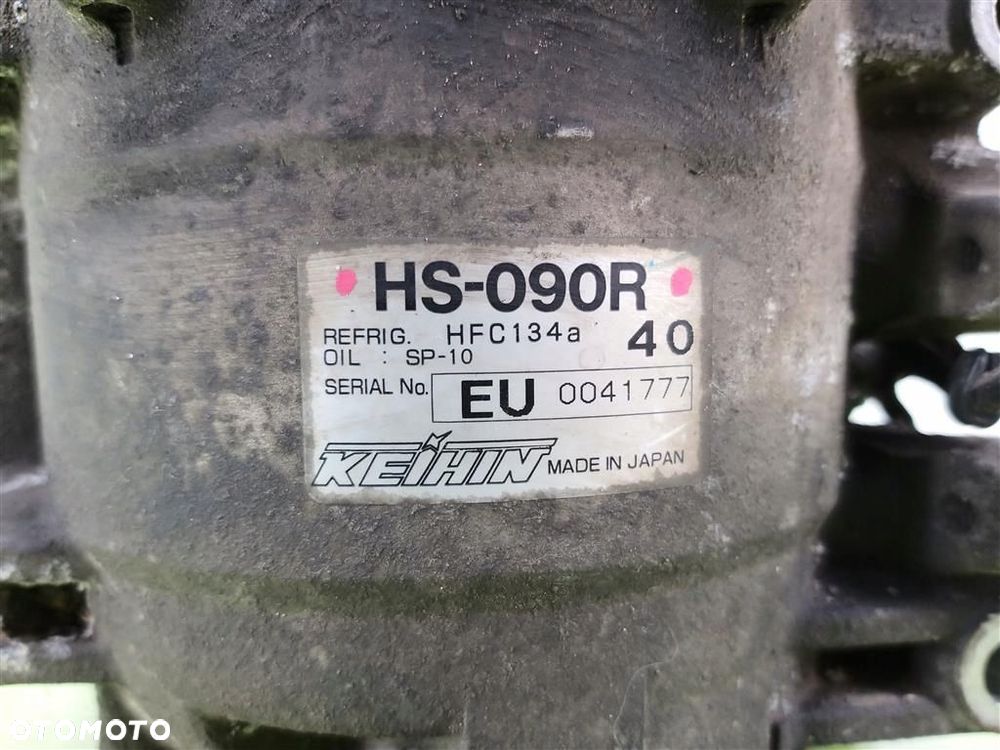 HS-090R
REFRIG. HFC134a 40
OIL : SP-10
SERIAL No. EU 0041777
KEIHIN MADE IN JAPAN
OTOMOTO